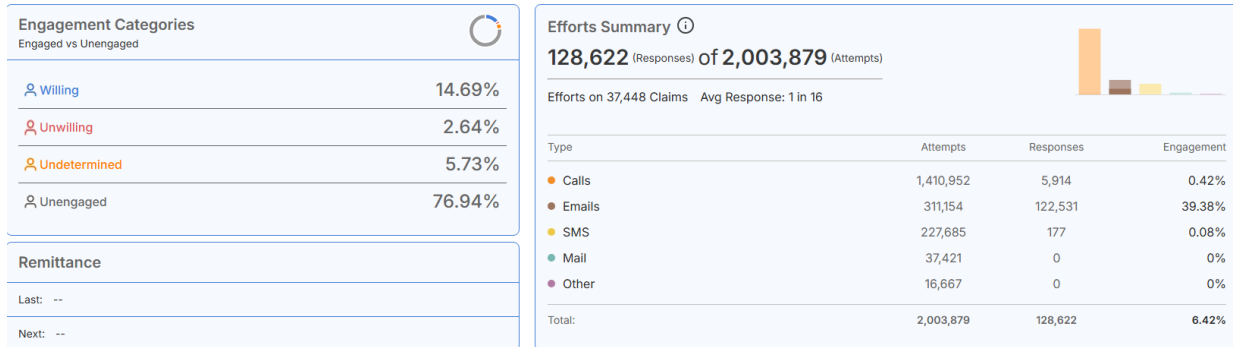 Engagement Categories
Engaged vs Unengaged
Willing 14.69%
Unwilling 2.64%
Undetermined 5.73%
Unengaged 76.94%
Remittance
Last: --
Next: --
Efforts Summary
128,622 (Responses) of 2,003,879 (Attempts)
Efforts on 37,448 Claims Avg Response: 1 in 16
Type Attempts Responses Engagement
Calls 1,410,952 5,914 0.42%
Emails 311,154 122,531 39.38%
SMS 227,685 177 0.08%
Mail 37,421 0 0%
Other 16,667 0 0%
Total: 2,003,879 128,622 6.42%